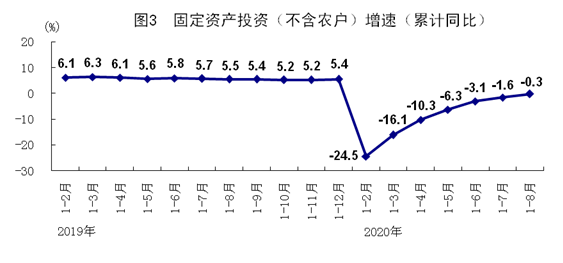 图3 固定资产投资（不含农户）增速（累计同比）
(%)
20
10
0
-10
-20
-30
6.1 6.3 6.1 5.6 5.8 5.7 5.5 5.4 5.2 5.2 5.4
-24.5 -16.1 -10.3 -6.3 -3.1 -1.6 -0.3
1-2月 1-3月 1-4月 1-5月 1-6月 1-7月 1-8月 1-9月 1-10月 1-11月 1-12月 1-2月 1-3月 1-4月 1-5月 1-6月 1-7月 1-8月
2019年 2020年